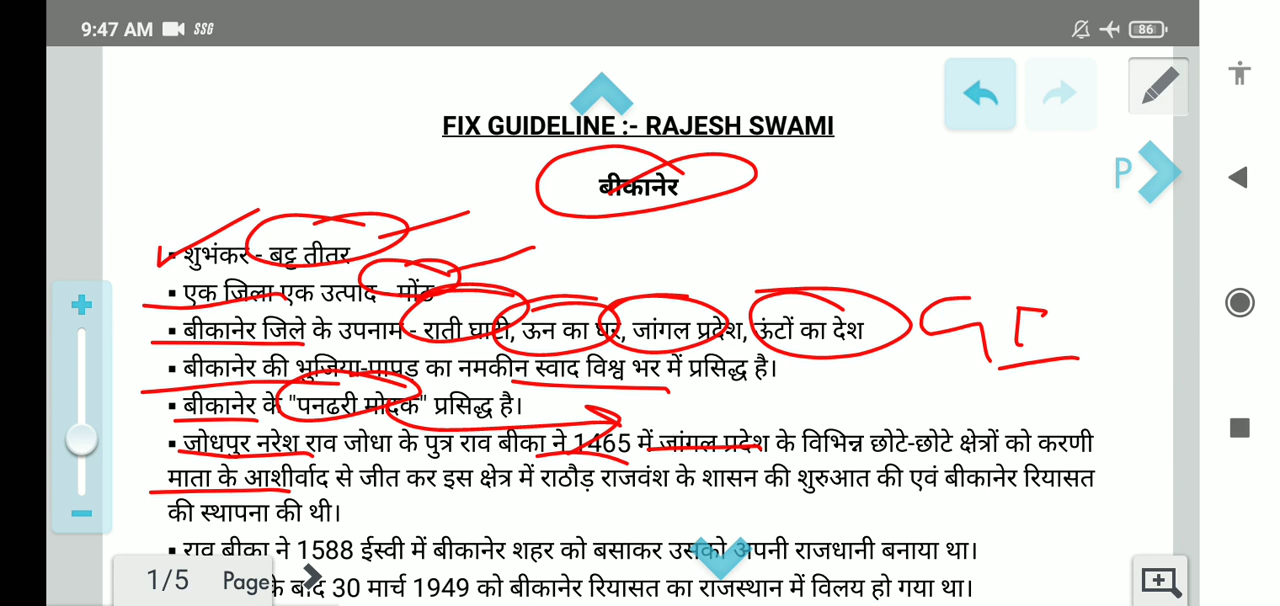 9:47 AM SSG 86
FIX GUIDELINE :- RAJESH SWAMI
P
बीकानेर
▪ शुभंकर - बट्ट तीतर
▪ एक जिला एक उत्पाद - मोंठ
▪ बीकानेर जिले के उपनाम - राती घाटी, ऊन का घर, जांगल प्रदेश, ऊंटों का देश
▪ बीकानेर की भुजिया-पापड़ का नमकीन स्वाद विश्व भर में प्रसिद्ध है।
▪ बीकानेर के "पनढरी मोदक" प्रसिद्ध है।
▪ जोधपुर नरेश राव जोधा के पुत्र राव बीका ने 1465 में जांगल प्रदेश के विभिन्न छोटे-छोटे क्षेत्रों को करणी
माता के आशीर्वाद से जीत कर इस क्षेत्र में राठौड़ राजवंश के शासन की शुरुआत की एवं बीकानेर रियासत
की स्थापना की थी।
▪ राव बीका ने 1588 ईस्वी में बीकानेर शहर को बसाकर उसको अपनी राजधानी बनाया था।
के बाद 30 मार्च 1949 को बीकानेर रियासत का राजस्थान में विलय हो गया था।
1/5 Page